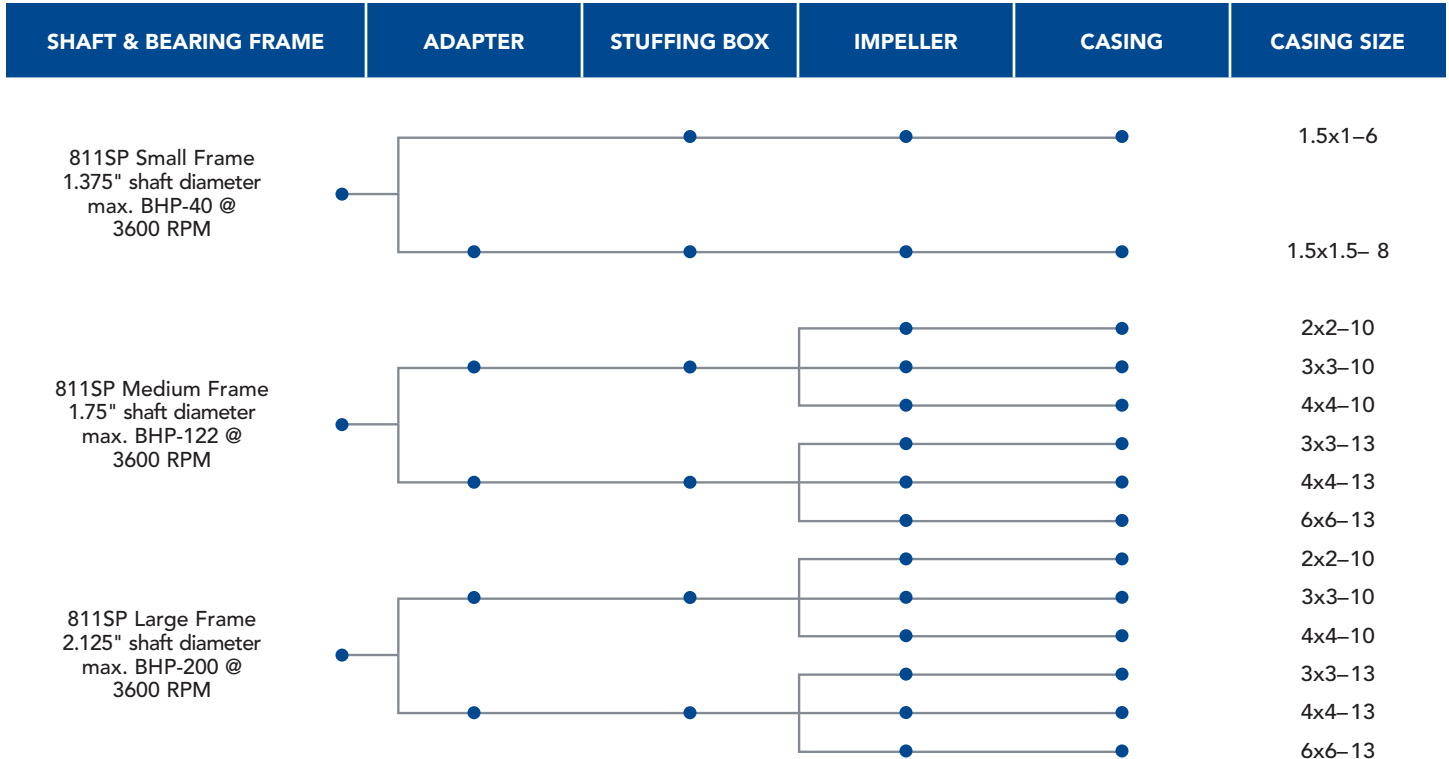 SHAFT & BEARING FRAME
ADAPTER
STUFFING BOX
IMPELLER
CASING
CASING SIZE
811SP Small Frame
1.375" shaft diameter
max. BHP-40 @
3600 RPM
1.5x1–6
1.5x1.5– 8
811SP Medium Frame
1.75" shaft diameter
max. BHP-122 @
3600 RPM
2x2–10
3x3–10
4x4–10
3x3–13
4x4–13
6x6–13
811SP Large Frame
2.125" shaft diameter
max. BHP-200 @
3600 RPM
2x2–10
3x3–10
4x4–10
3x3–13
4x4–13
6x6–13